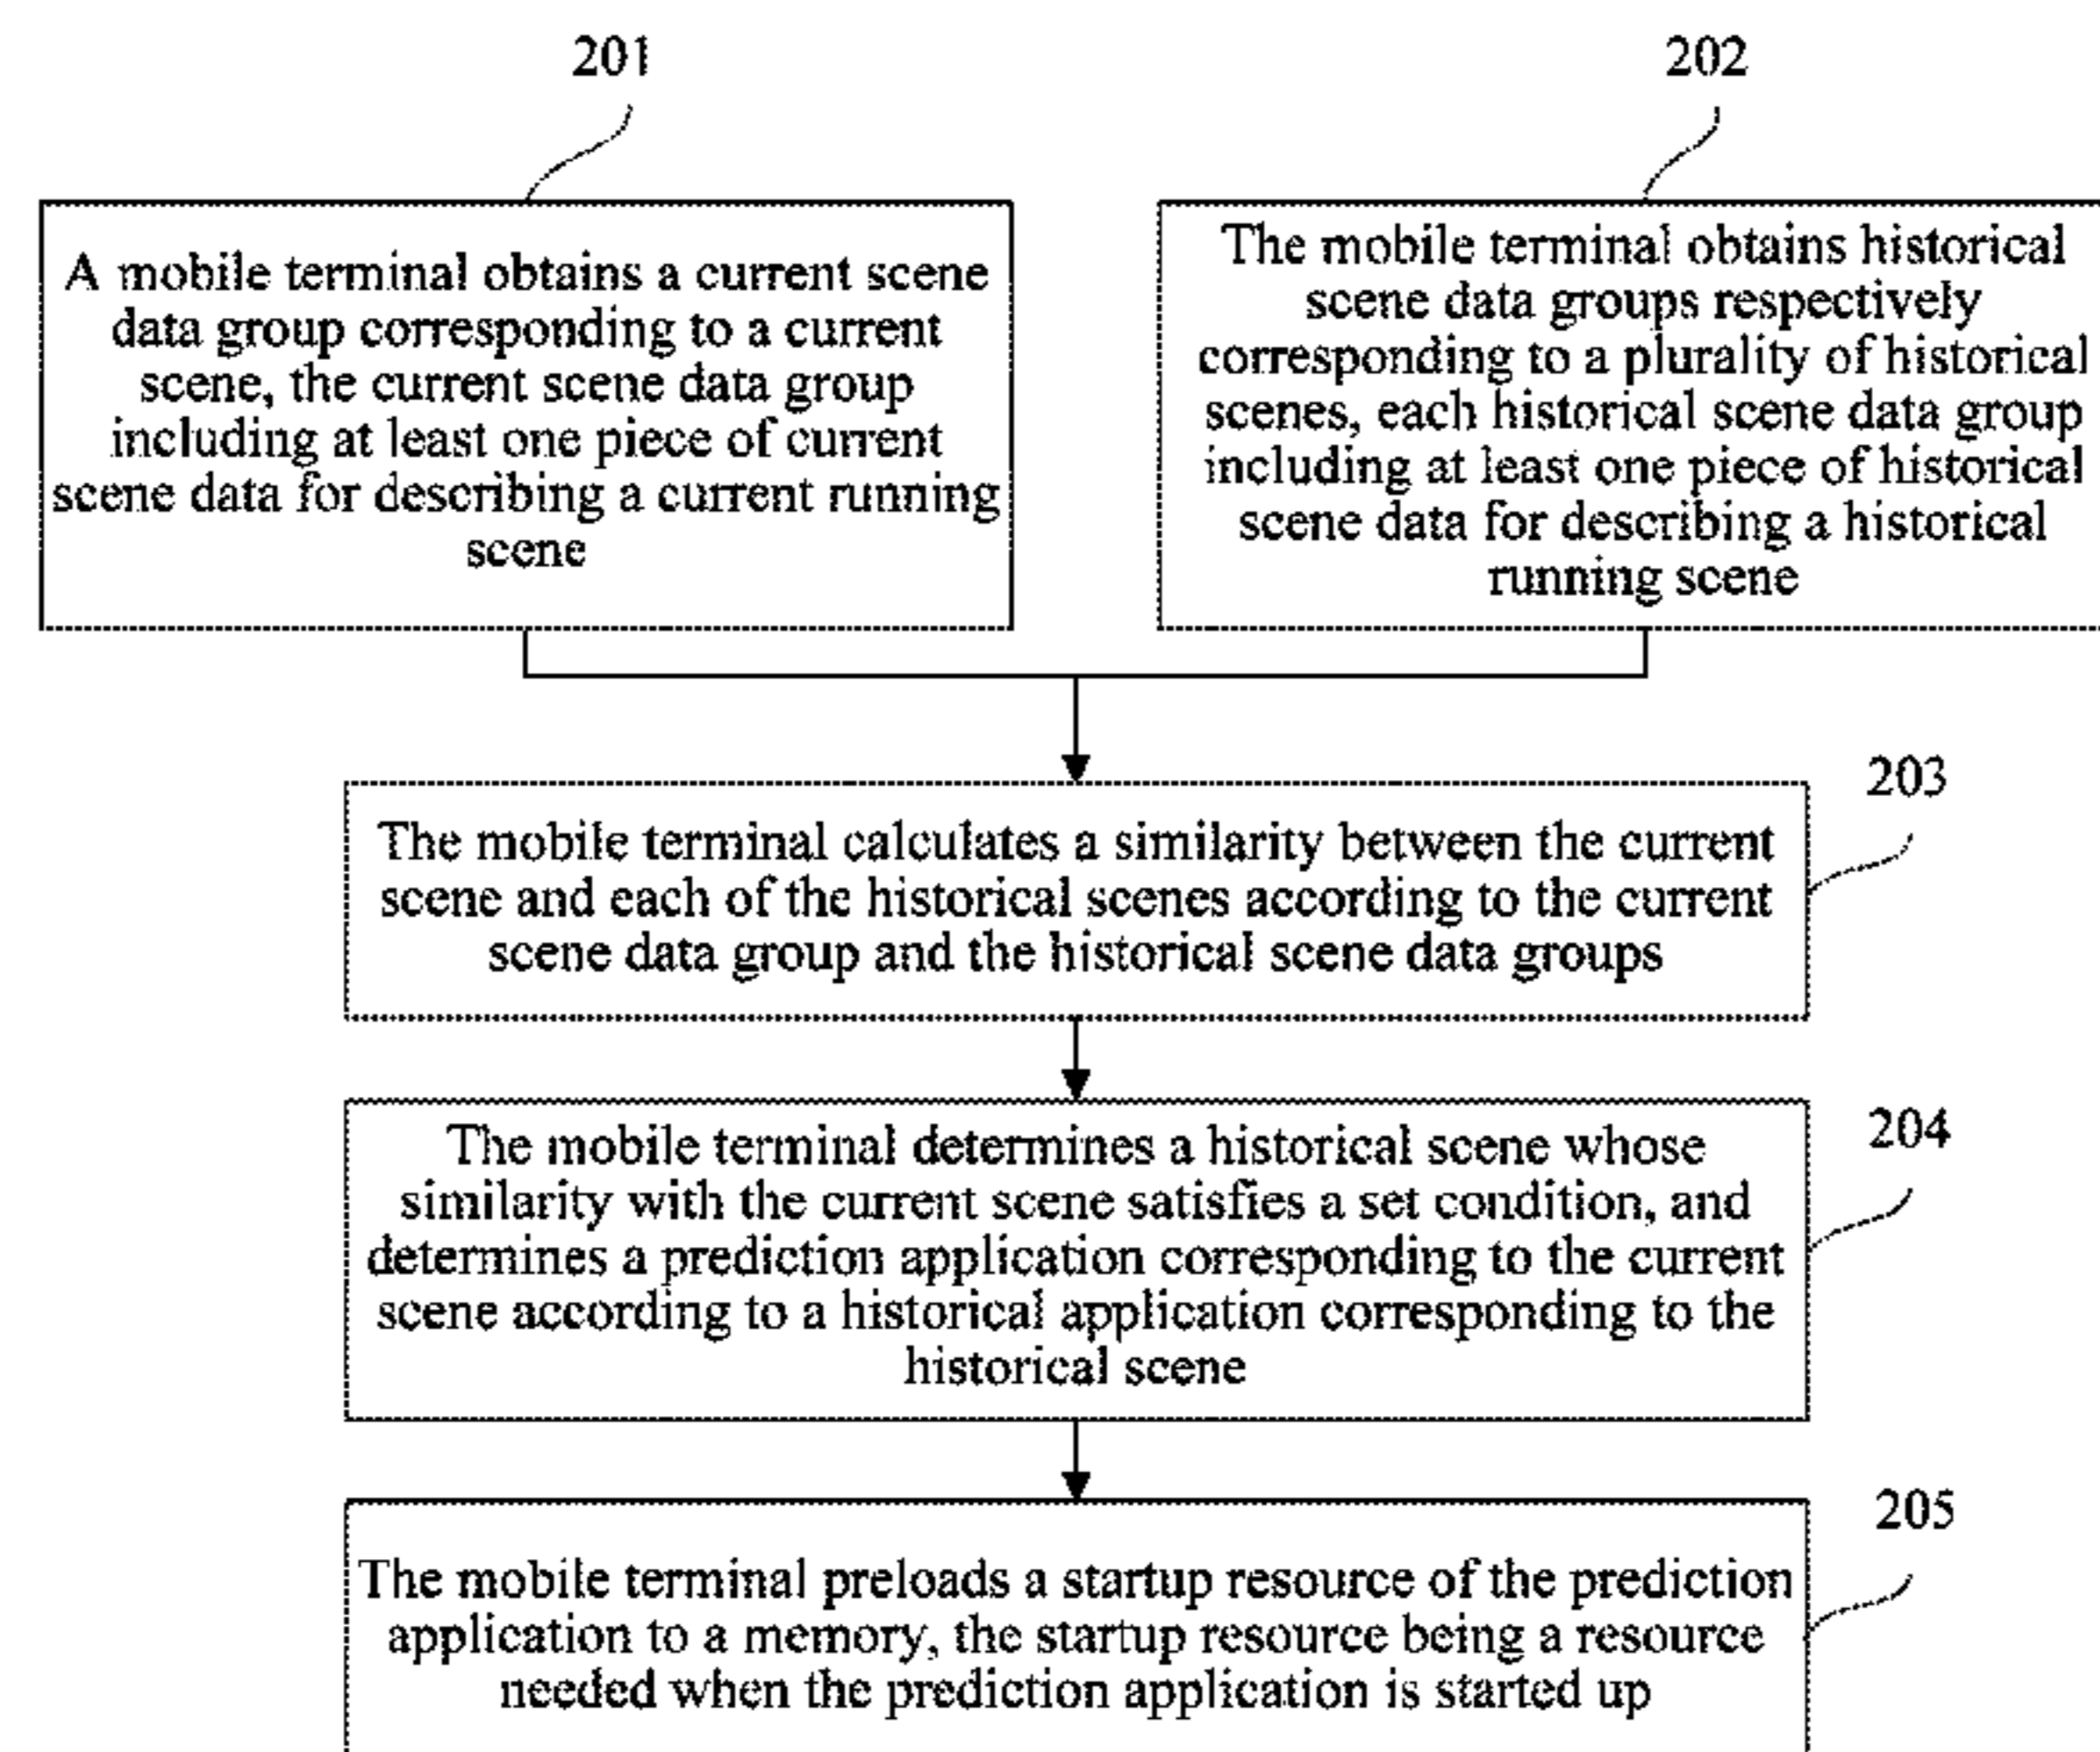 201
A mobile terminal obtains a current scene
data group corresponding to a current
scene, the current scene data group
including at least one piece of current
scene data for describing a current running
scene
202
The mobile terminal obtains historical
scene data groups respectively
corresponding to a plurality of historical
scenes, each historical scene data group
including at least one piece of historical
scene data for describing a historical
running scene
203
The mobile terminal calculates a similarity between the current
scene and each of the historical scenes according to the current
scene data group and the historical scene data groups
204
The mobile terminal determines a historical scene whose
similarity with the current scene satisfies a set condition, and
determines a prediction application corresponding to the current
scene according to a historical application corresponding to the
historical scene
205
The mobile terminal preloads a startup resource of the prediction
application to a memory, the startup resource being a resource
needed when the prediction application is started up